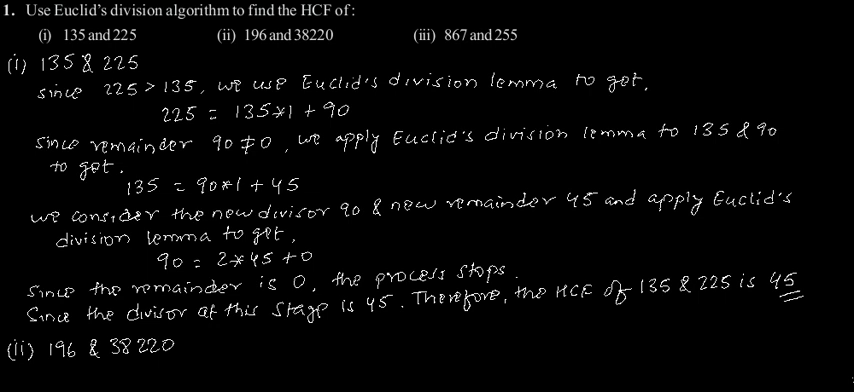 1. Use Euclid's division algorithm to find the HCF of :
(i) 135 and 225 (ii) 196 and 38220 (iii) 867 and 255
(i) 135 & 225
since 225 > 135, we use Euclid's division lemma to get,
225 = 135*1 + 90
since remainder 90 ≠ 0, we apply Euclid's division lemma to 135 & 90
to get.
135 = 90*1 + 45
we consider the new divisor 90 & new remainder 45 and apply Euclid's
division lemma to get,
90 = 2*45 + 0
Since the remainder is 0, the process stops.
Since the divisor at this stage is 45. Therefore, the HCF of 135 & 225 is 45
(ii) 196 & 38220